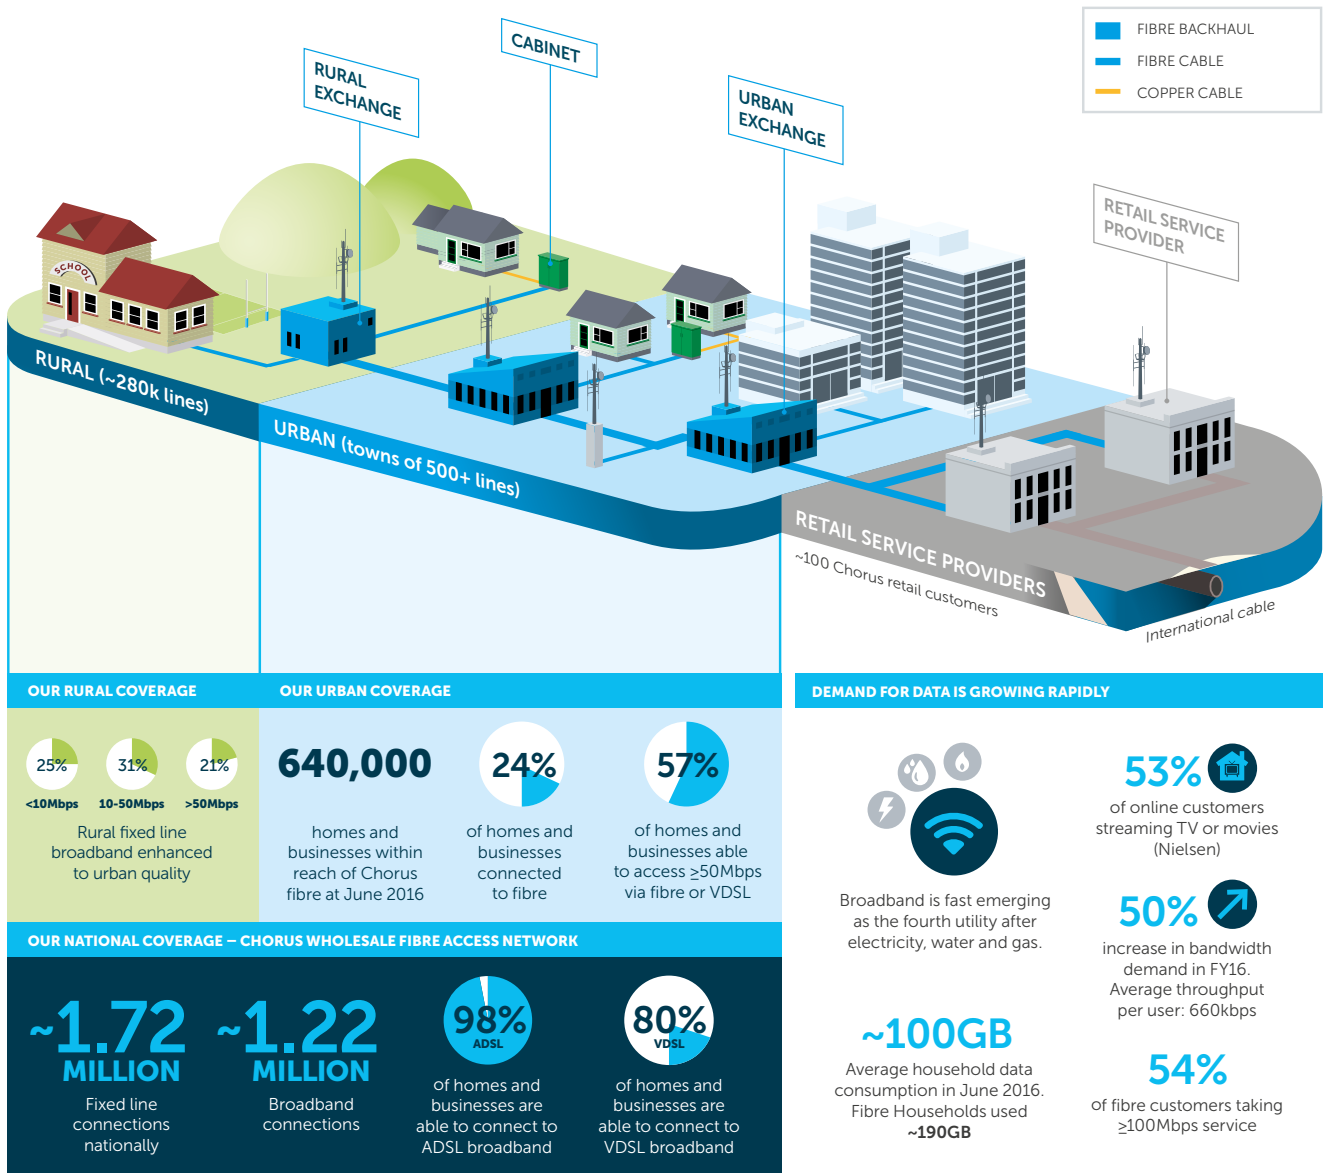 FIBRE BACKHAUL
FIBRE CABLE
COPPER CABLE
CABINET
RURAL
EXCHANGE
URBAN
EXCHANGE
RETAIL SERVICE
PROVIDER
SCHOOL
RURAL (~280k lines)
URBAN (towns of 500+ lines)
RETAIL SERVICE PROVIDERS
~100 Chorus retail customers
International cable
OUR RURAL COVERAGE
25%
<10Mbps
31%
10-50Mbps
21%
>50Mbps
Rural fixed line
broadband enhanced
to urban quality
OUR URBAN COVERAGE
640,000
homes and
businesses within
reach of Chorus
fibre at June 2016
24%
of homes and
businesses
connected
to fibre
57%
of homes and
businesses able
to access ≥50Mbps
via fibre or VDSL
OUR NATIONAL COVERAGE – CHORUS WHOLESALE FIBRE ACCESS NETWORK
~1.72
MILLION
Fixed line
connections
nationally
~1.22
MILLION
Broadband
connections
98%
ADSL
of homes and
businesses are
able to connect to
ADSL broadband
80%
VDSL
of homes and
businesses are
able to connect to
VDSL broadband
DEMAND FOR DATA IS GROWING RAPIDLY
Broadband is fast emerging
as the fourth utility after
electricity, water and gas.
53%
of online customers
streaming TV or movies
(Nielsen)
50%
increase in bandwidth
demand in FY16.
Average throughput
per user: 660kbps
~100GB
Average household data
consumption in June 2016.
Fibre Households used
~190GB
54%
of fibre customers taking
≥100Mbps service